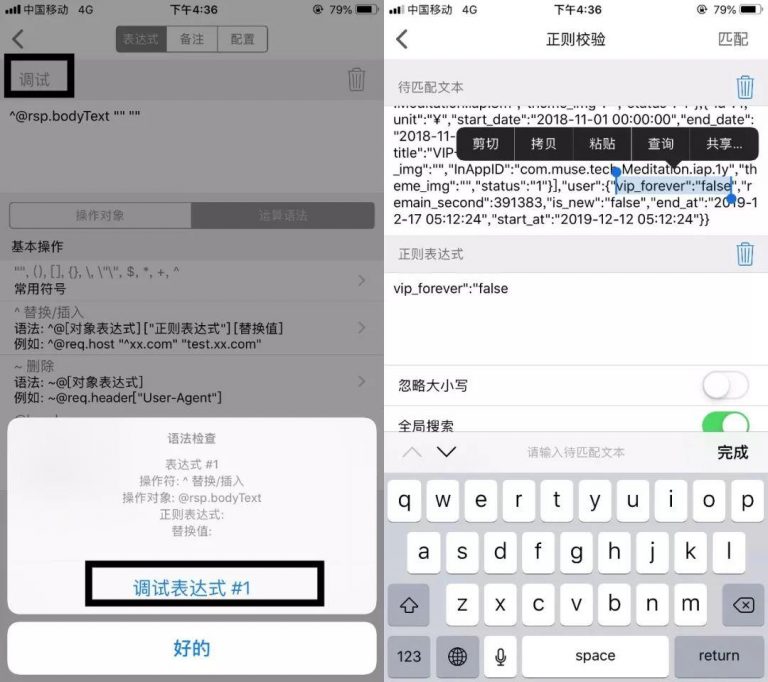 中国移动 4G 下午4:36 79%
表达式 备注 配置
调试
^@rsp.bodyText "" ""
操作对象 运算语法
基本操作
"", (), [], {}, \, \"\", $, *, +, ^
常用符号
^ 替换/插入
语法: ^@[对象表达式]["正则表达式"][替换值]
例如: ^@req.host "^xx.com" "test.xx.com"
~ 删除
语法: ~@[对象表达式]
例如: ~@req.header["User-Agent"]
语法检查
表达式 #1
操作符: ^ 替换/插入
操作对象: @rsp.bodyText
正则表达式:
替换值:
调试表达式 #1
好的
中国移动 4G 下午4:36 79%
正则校验 匹配
待匹配文本
unit":"¥","start_date":"2018-11-01 00:00:00","end_date":
"2018-11-
title":"VIP-
剪切 拷贝 粘贴 查询 共享...
_img":"","InAppID":"com.muse.tech.Meditation.iap.1y","th
eme_img":"","status":"1"}],"user":{"vip_forever":"false","r
emain_second":391383,"is_new":"false","end_at":"2019-1
2-17 05:12:24","start_at":"2019-12-12 05:12:24"}}
正则表达式
vip_forever":"false
忽略大小写
全局搜索
请输入待匹配文本 完成
q w e r t y u i o p
a s d f g h j k l
z x c v b n m
123 space return